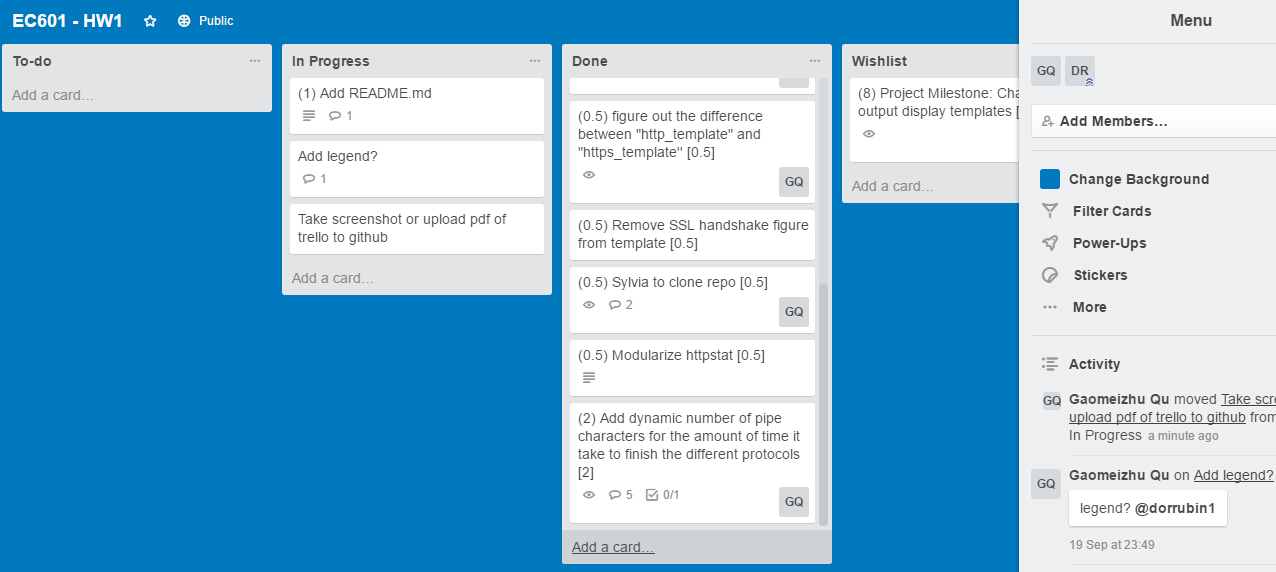 EC601 - HW1
Public
To-do
Add a card…
In Progress
(1) Add README.md
1
Add legend?
1
Take screenshot or upload pdf of
trello to github
Add a card…
Done
GQ
(0.5) figure out the difference
between "http_template" and
"https_template" [0.5]
GQ
(0.5) Remove SSL handshake figure
from template [0.5]
(0.5) Sylvia to clone repo [0.5]
2
GQ
(0.5) Modularize httpstat [0.5]
(2) Add dynamic number of pipe
characters for the amount of time it
take to finish the different protocols
[2]
5
0/1
GQ
Add a card…
Wishlist
(8) Project Milestone: Cha
output display templates [
Add a card…
Menu
GQ
DR
Add Members…
Change Background
Filter Cards
Power-Ups
Stickers
More
Activity
GQ
Gaomeizhu Qu moved Take scre
upload pdf of trello to github from
In Progress a minute ago
GQ
Gaomeizhu Qu on Add legend?
legend? @dorrubin1
19 Sep at 23:49